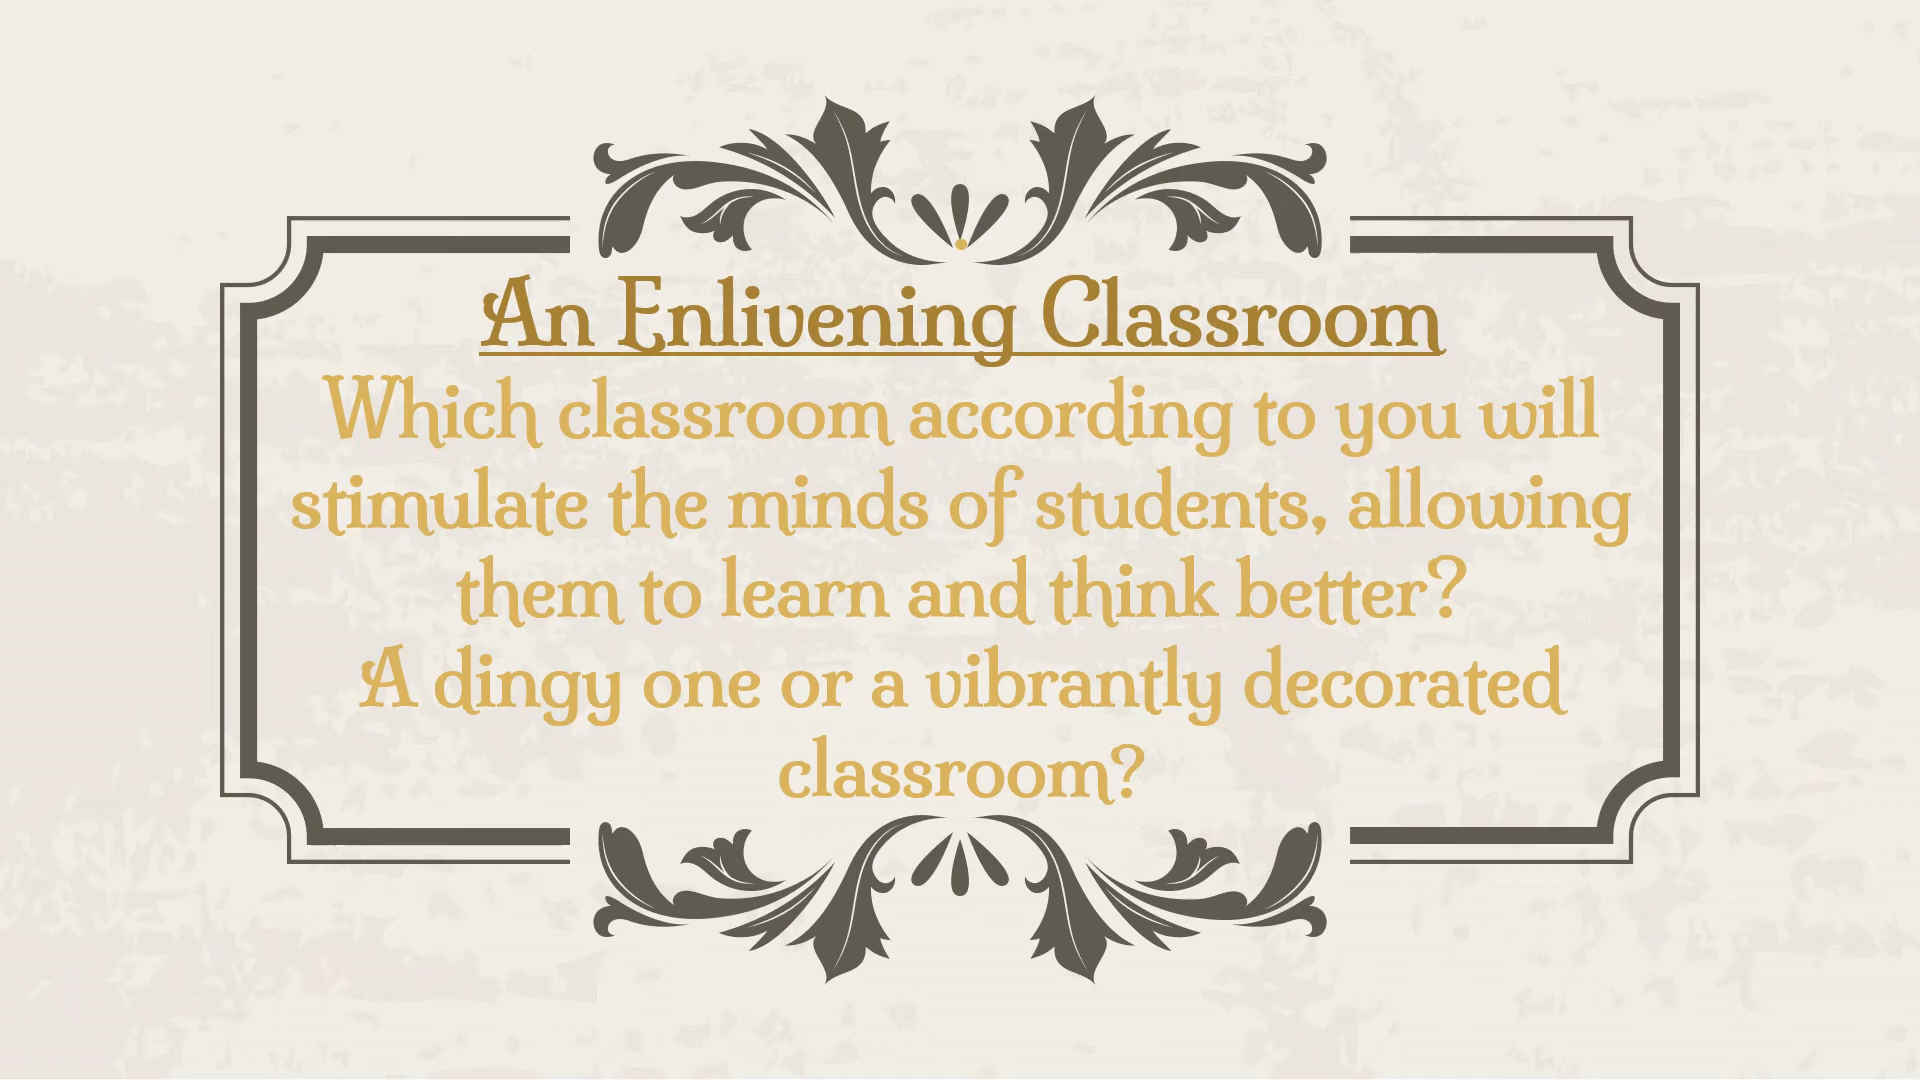 An Enlivening Classroom
Which classroom according to you will
stimulate the minds of students, allowing
them to learn and think better?
A dingy one or a vibrantly decorated
classroom?